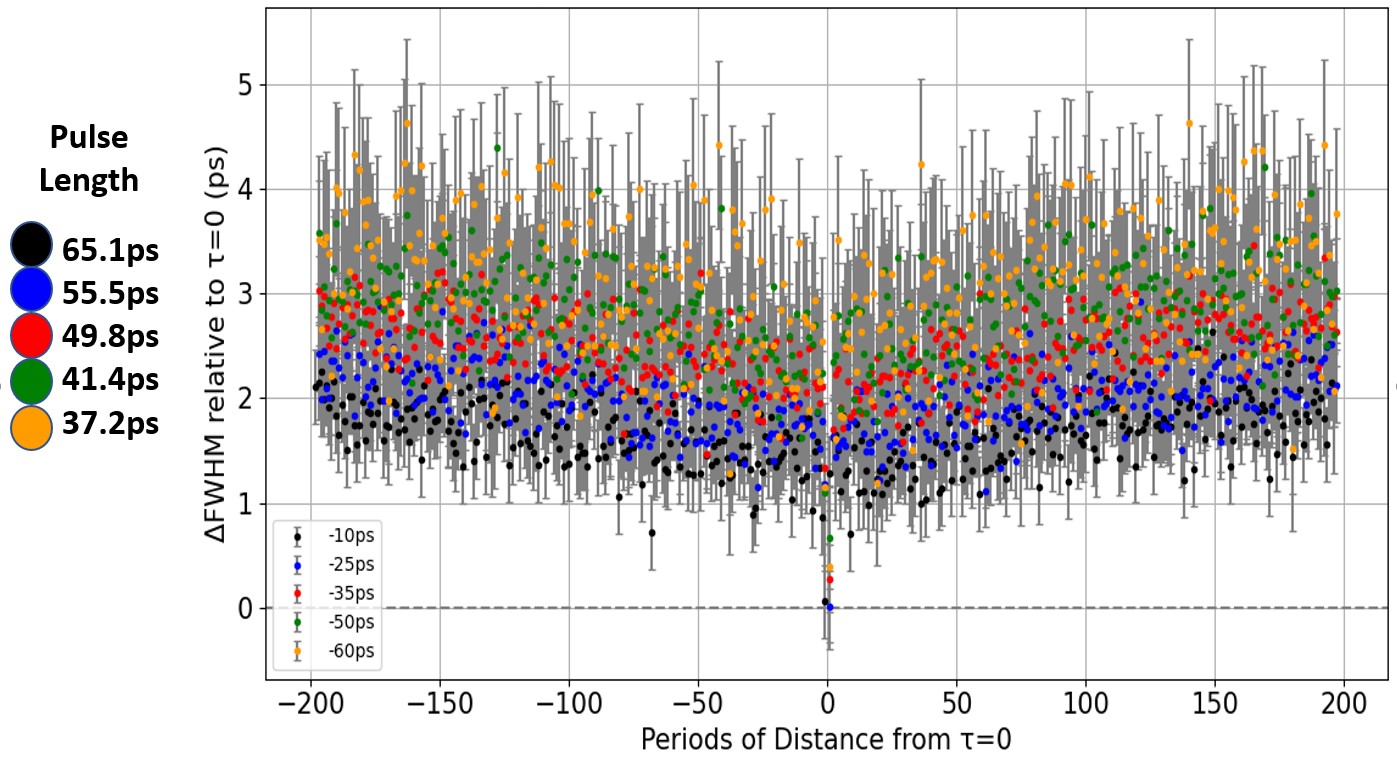 Pulse
Length
65.1ps
55.5ps
49.8ps
41.4ps
37.2ps
ΔFWHM relative to τ=0 (ps)
5
4
3
2
1
0
-10ps
-25ps
-35ps
-50ps
-60ps
−200 −150 −100 −50 0 50 100 150 200
Periods of Distance from τ=0